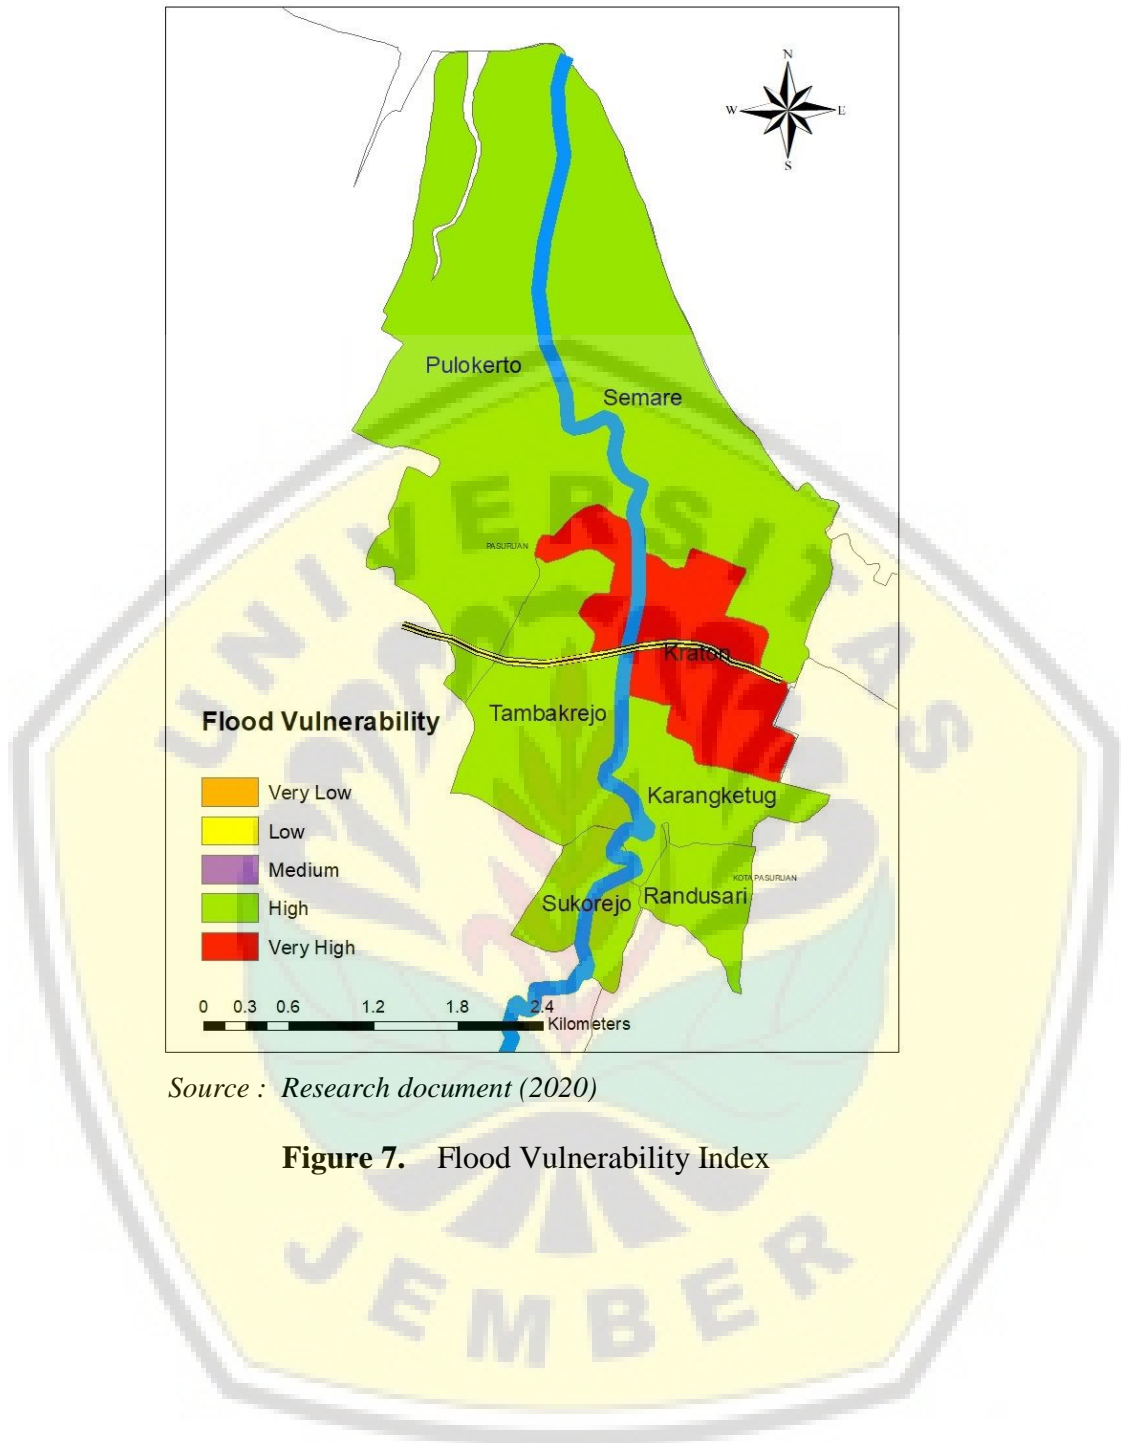 N
W E
S
Pulokerto
Semare
PASURUAN
Kraton
Tambakrejo
Karangketug
KOTA PASURUAN
Sukorejo
Randusari
Flood Vulnerability
Very Low
Low
Medium
High
Very High
0 0.3 0.6 1.2 1.8 2.4
Kilometers
Source : Research document (2020)
Figure 7. Flood Vulnerability Index
UNIVERSITAS
JEMBER